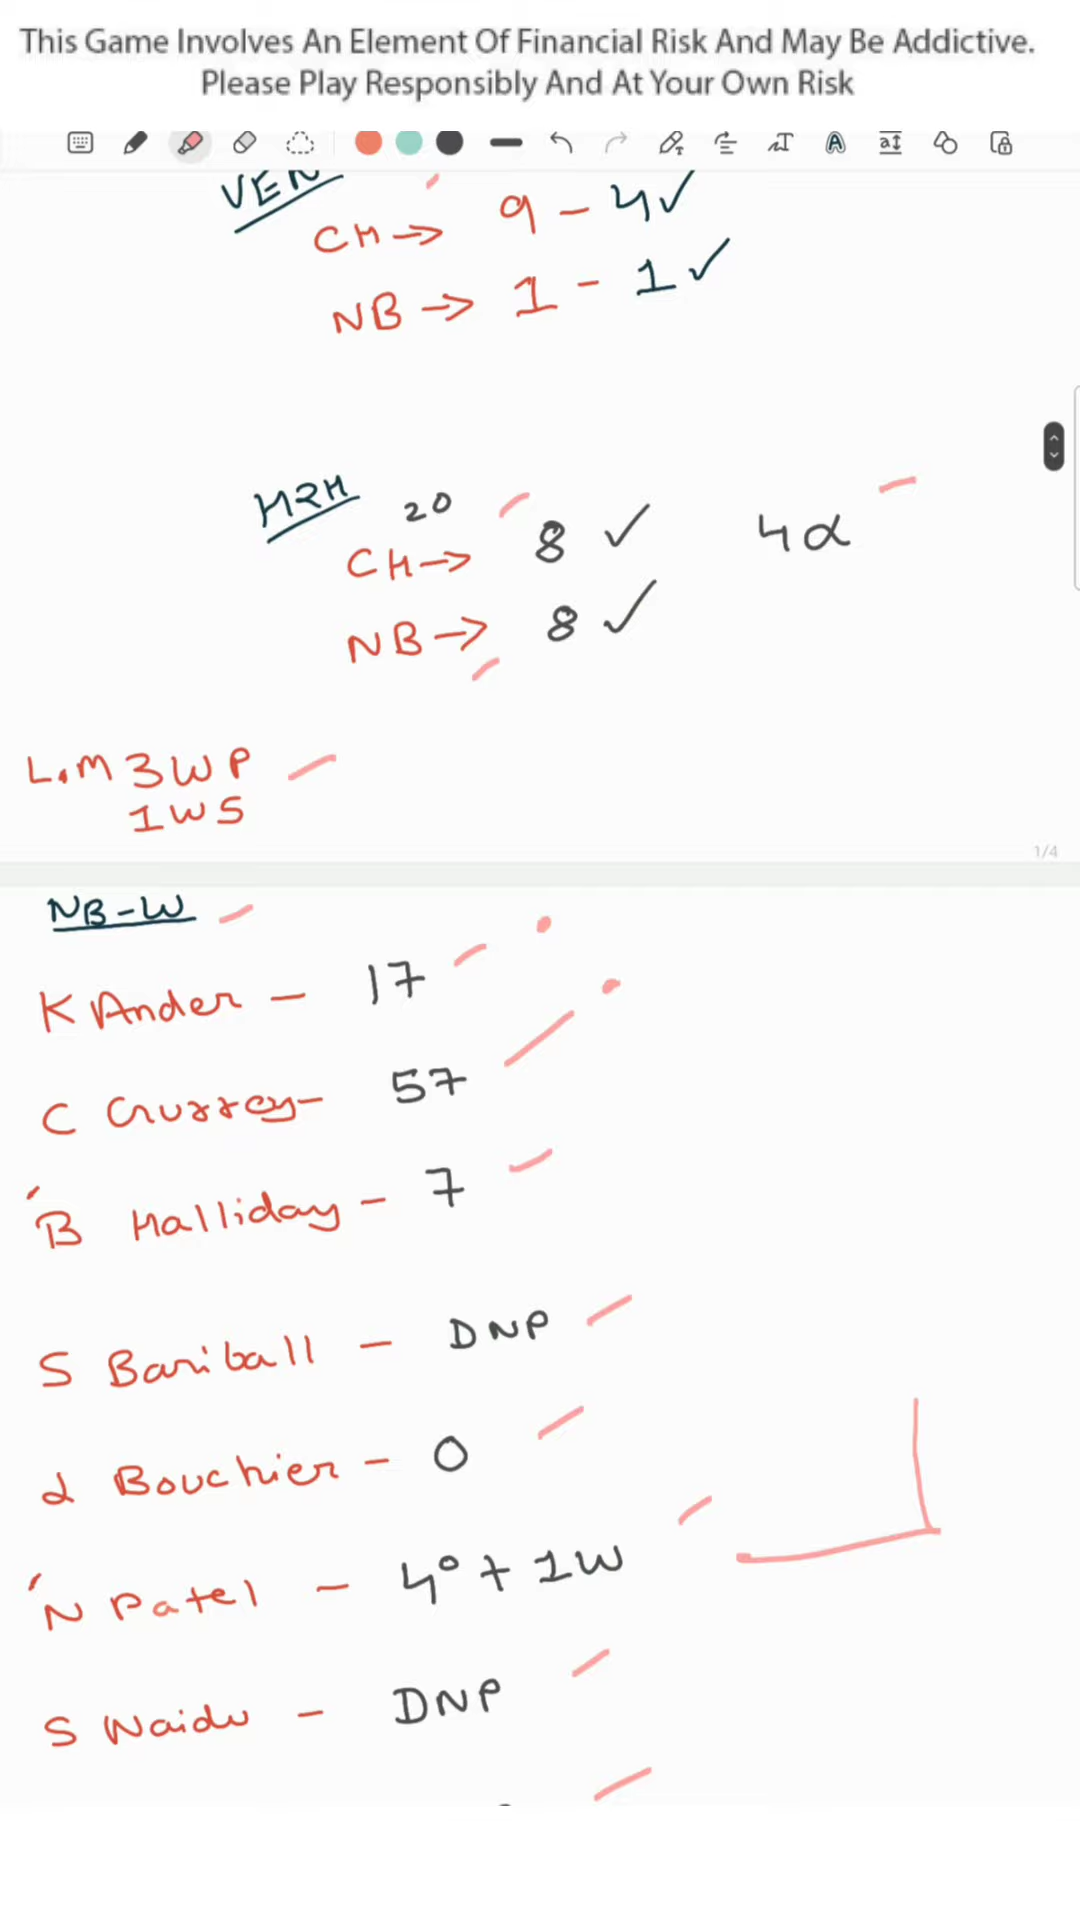 This Game Involves An Element Of Financial Risk And May Be Addictive.
Please Play Responsibly And At Your Own Risk
VEN
CH→ 9 - 4✓
NB→ 1 - 1✓
H2H 20
CH→ 8 ✓ 4α
NB→ 8 ✓
L.M 3WP
1WS
1/4
NB-W
K Ander - 17
C Currey- 57
B Halliday - 7
S Bariball - DNP
d Bouchier - 0
N Patel - 4⁰ + 1W
S Naidu - DNP